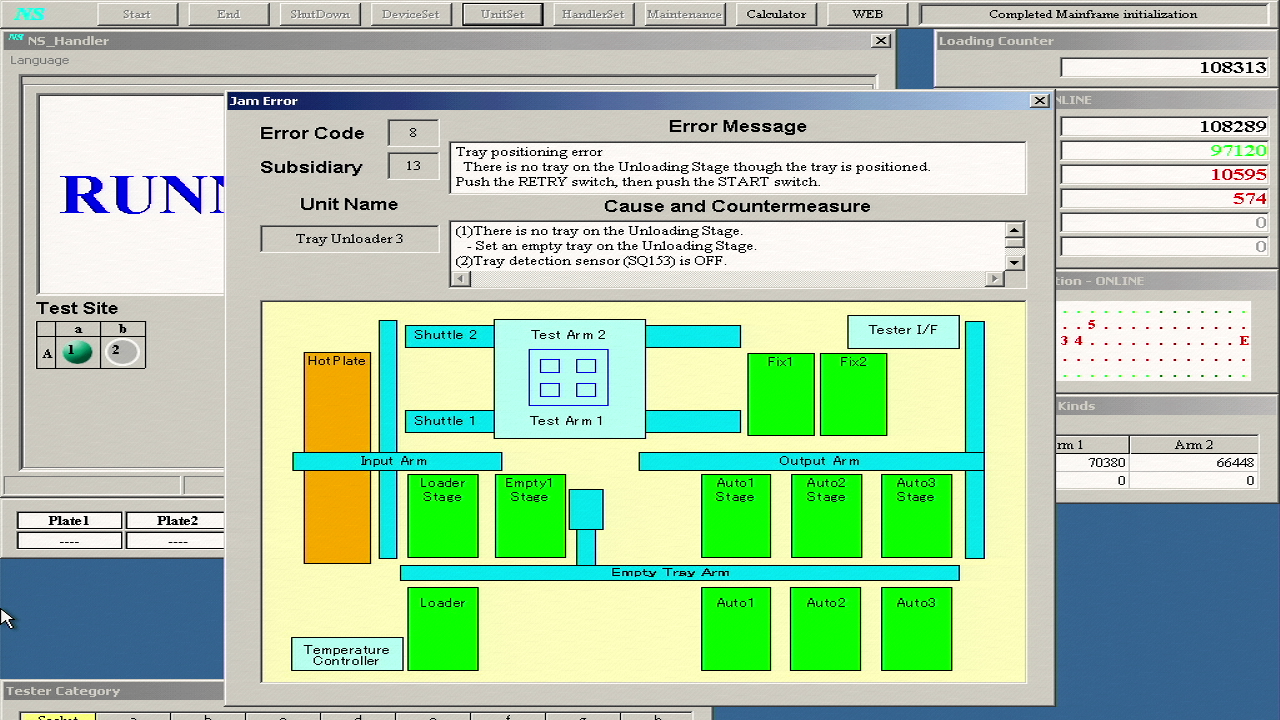 NS
Start
End
ShutDown
DeviceSet
UnitSet
HandlerSet
Maintenance
Calculator
WEB
Completed Mainframe initialization
NS NS_Handler
Language
Loading Counter
108313
NLINE
108289
97120
10595
574
0
0
tion - ONLINE
5
3 4
E
Kinds
rm 1
Arm 2
70380
66448
0
0
RUNN
Test Site
a
b
A
1
2
Plate1
Plate2
----
----
Jam Error
Error Code
8
Subsidiary
13
Unit Name
Tray Unloader 3
Error Message
Tray positioning error
There is no tray on the Unloading Stage though the tray is positioned.
Push the RETRY switch, then push the START switch.
Cause and Countermeasure
(1)There is no tray on the Unloading Stage.
- Set an empty tray on the Unloading Stage.
(2)Tray detection sensor (SQ153) is OFF.
HotPlate
Shuttle 2
Test Arm 2
Tester I/F
Fix1
Fix2
Shuttle 1
Test Arm 1
Input Arm
Output Arm
Loader
Stage
Empty1
Stage
Auto1
Stage
Auto2
Stage
Auto3
Stage
Empty Tray Arm
Loader
Auto1
Auto2
Auto3
Temperature
Controller
Tester Category
Socket
a
b
c
d
e
f
g
h